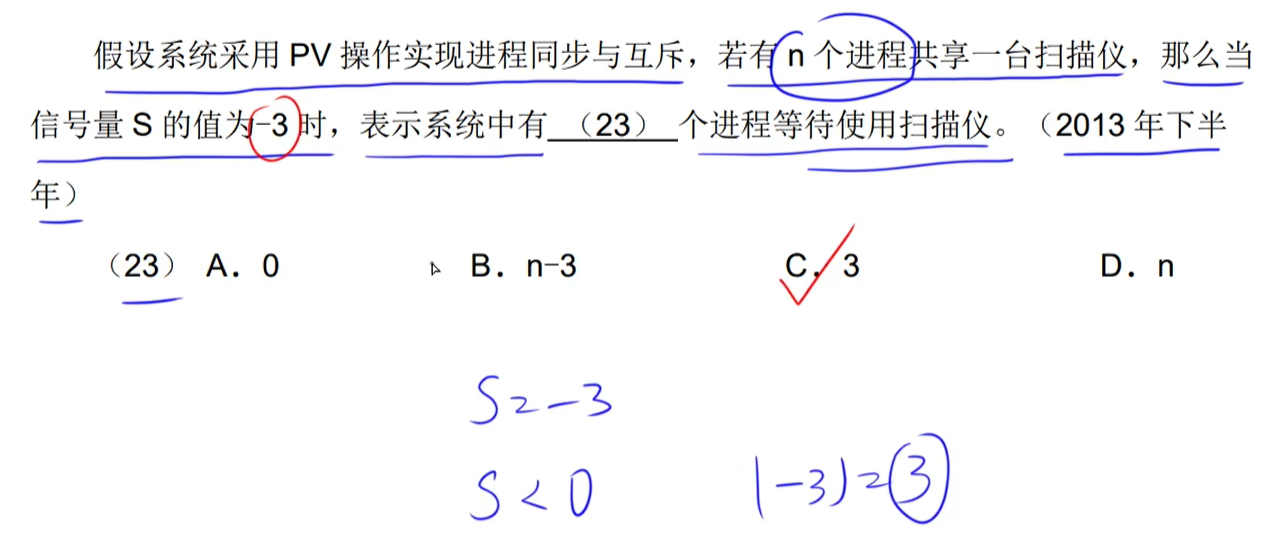 假设系统采用 PV 操作实现进程同步与互斥，若有 n 个进程共享一台扫描仪，那么当
信号量 S 的值为-3 时，表示系统中有 （23） 个进程等待使用扫描仪。（2013 年下半
年）
（23） A．0 B．n-3 C．3 D．n
S=-3
S<0 |-3|=3